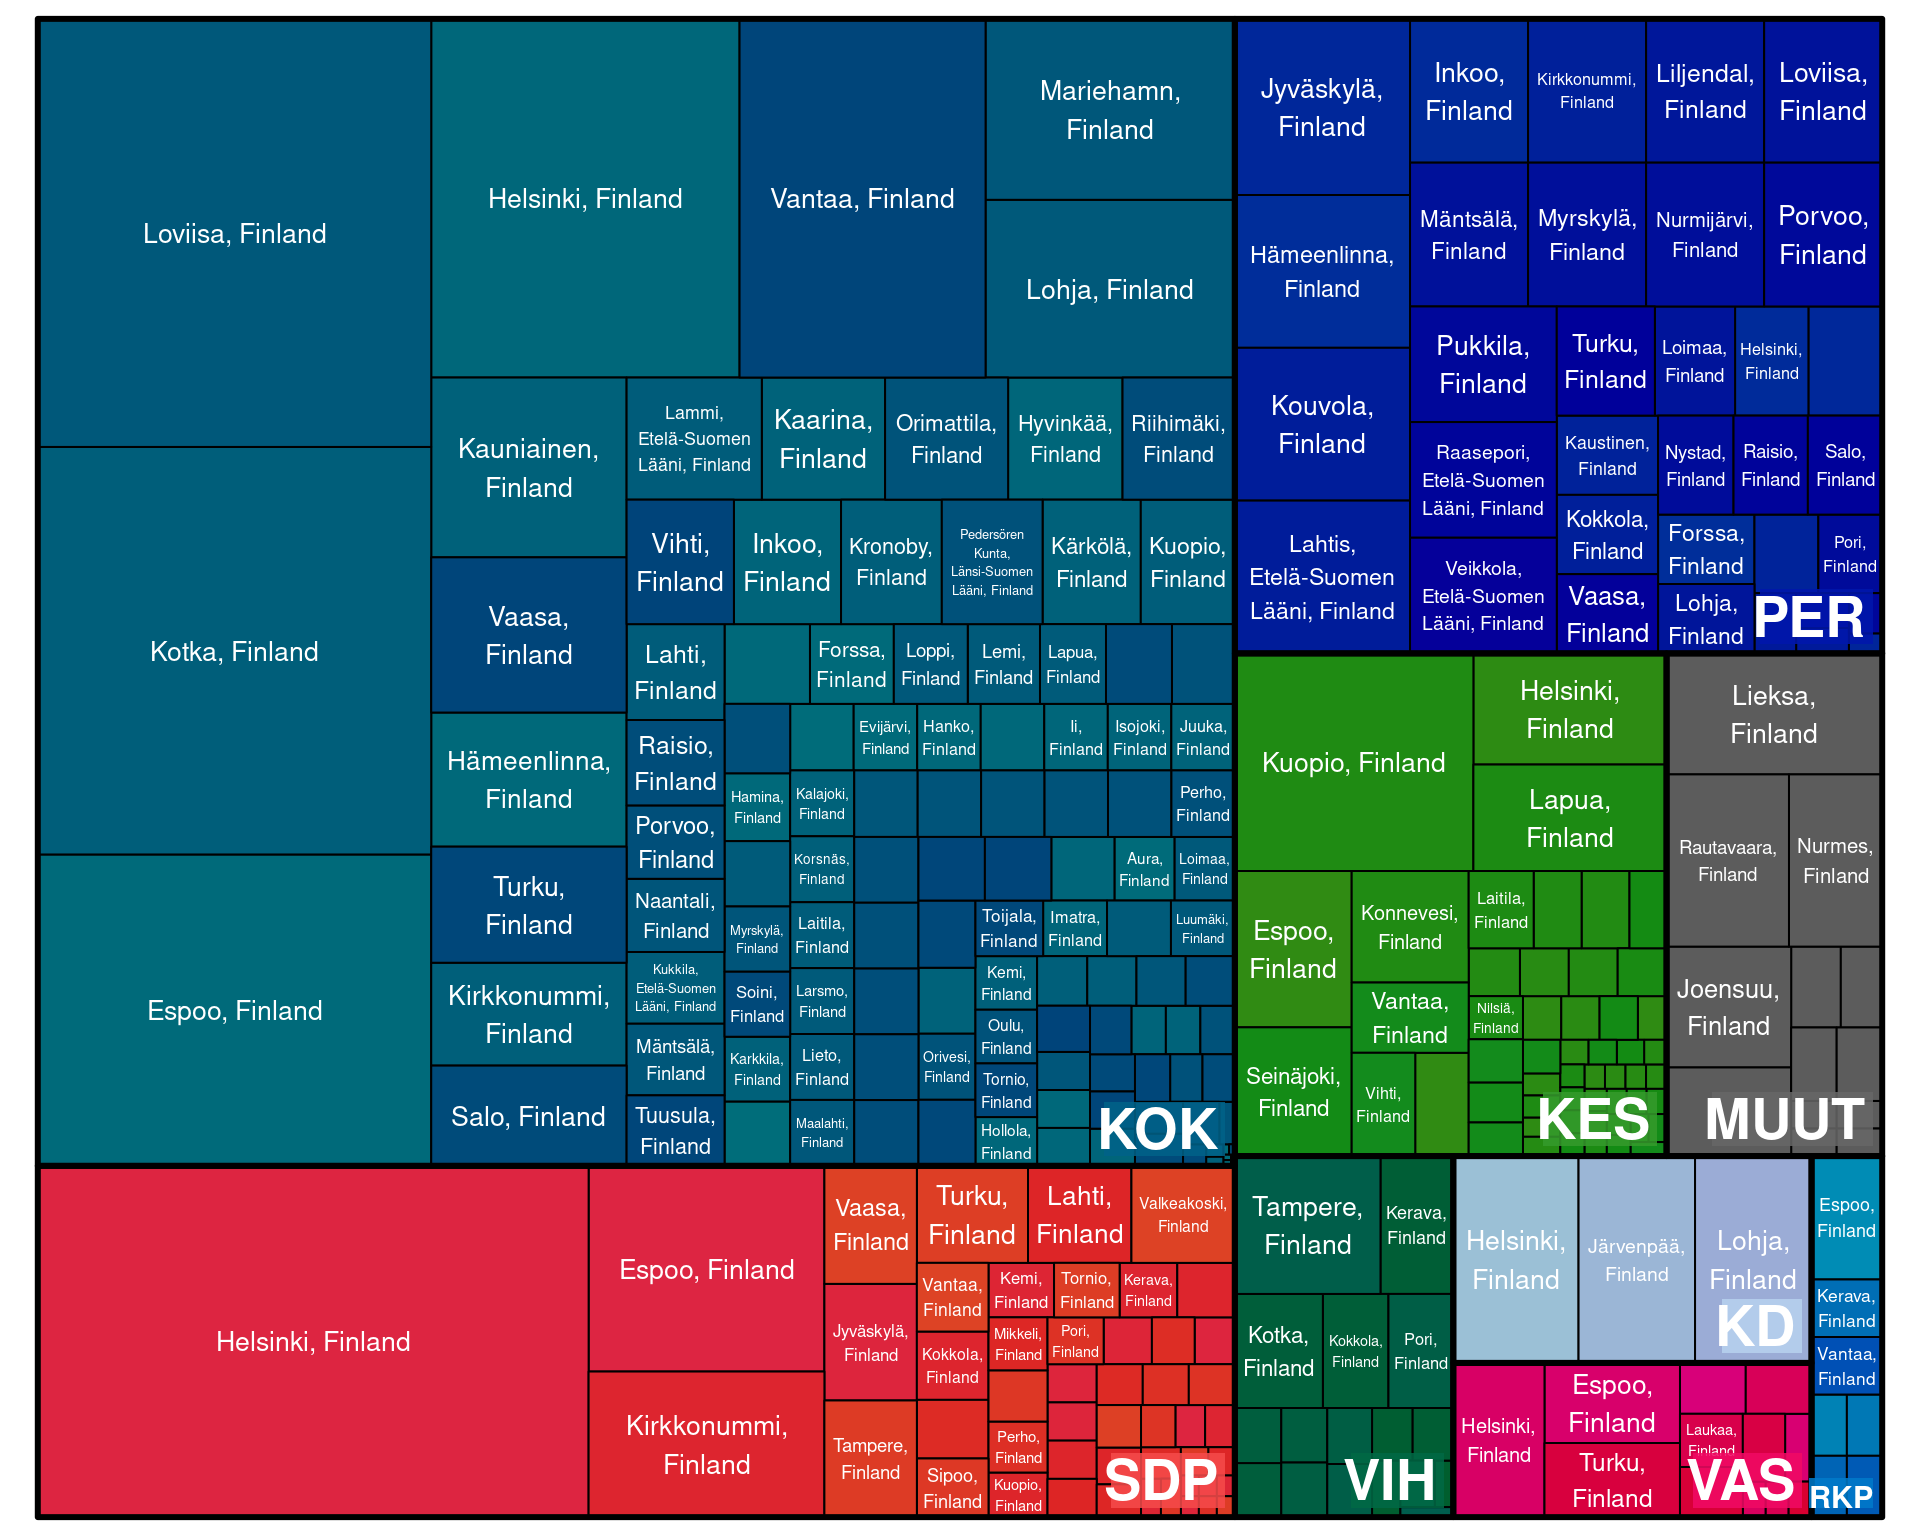 Loviisa, Finland
Kotka, Finland
Espoo, Finland
Helsinki, Finland
Vantaa, Finland
Mariehamn,
Finland
Lohja, Finland
Kauniainen,
Finland
Vaasa,
Finland
Hämeenlinna,
Finland
Turku,
Finland
Kirkkonummi,
Finland
Salo, Finland
Lammi,
Etelä-Suomen
Lääni, Finland
Kaarina,
Finland
Orimattila,
Finland
Hyvinkää,
Finland
Riihimäki,
Finland
Vihti,
Finland
Inkoo,
Finland
Kronoby,
Finland
Pedersören
Kunta,
Länsi-Suomen
Lääni, Finland
Kärkölä,
Finland
Kuopio,
Finland
Lahti,
Finland
Raisio,
Finland
Porvoo,
Finland
Naantali,
Finland
Kukkila,
Etelä-Suomen
Lääni, Finland
Mäntsälä,
Finland
Tuusula,
Finland
Forssa,
Finland
Loppi,
Finland
Lemi,
Finland
Lapua,
Finland
Evijärvi,
Finland
Hanko,
Finland
Ii,
Finland
Isojoki,
Finland
Juuka,
Finland
Hamina,
Finland
Kalajoki,
Finland
Perho,
Finland
Korsnäs,
Finland
Aura,
Finland
Loimaa,
Finland
Myrskylä,
Finland
Laitila,
Finland
Toijala,
Finland
Imatra,
Finland
Luumäki,
Finland
Soini,
Finland
Larsmo,
Finland
Kemi,
Finland
Karkkila,
Finland
Lieto,
Finland
Orivesi,
Finland
Oulu,
Finland
Tornio,
Finland
Maalahti,
Finland
Hollola,
Finland
KOK
Jyväskylä,
Finland
Hämeenlinna,
Finland
Kouvola,
Finland
Lahtis,
Etelä-Suomen
Lääni, Finland
Inkoo,
Finland
Kirkkonummi,
Finland
Liljendal,
Finland
Loviisa,
Finland
Mäntsälä,
Finland
Myrskylä,
Finland
Nurmijärvi,
Finland
Porvoo,
Finland
Pukkila,
Finland
Raasepori,
Etelä-Suomen
Lääni, Finland
Veikkola,
Etelä-Suomen
Lääni, Finland
Turku,
Finland
Loimaa,
Finland
Helsinki,
Finland
Kaustinen,
Finland
Nystad,
Finland
Raisio,
Finland
Salo,
Finland
Kokkola,
Finland
Forssa,
Finland
Pori,
Finland
Vaasa,
Finland
Lohja,
Finland
PER
Kuopio, Finland
Helsinki,
Finland
Lapua,
Finland
Espoo,
Finland
Konnevesi,
Finland
Laitila,
Finland
Vantaa,
Finland
Nilsiä,
Finland
Seinäjoki,
Finland
Vihti,
Finland
KES
Lieksa,
Finland
Rautavaara,
Finland
Nurmes,
Finland
Joensuu,
Finland
MUUT
Helsinki, Finland
Espoo, Finland
Kirkkonummi,
Finland
Vaasa,
Finland
Jyväskylä,
Finland
Tampere,
Finland
Turku,
Finland
Lahti,
Finland
Valkeakoski,
Finland
Vantaa,
Finland
Kemi,
Finland
Tornio,
Finland
Kerava,
Finland
Kokkola,
Finland
Mikkeli,
Finland
Pori,
Finland
Sipoo,
Finland
Perho,
Finland
Kuopio,
Finland
SDP
Tampere,
Finland
Kerava,
Finland
Kotka,
Finland
Kokkola,
Finland
Pori,
Finland
VIH
Helsinki,
Finland
Järvenpää,
Finland
Lohja,
Finland
KD
Helsinki,
Finland
Espoo,
Finland
Turku,
Finland
Laukaa,
Finland
VAS
Espoo,
Finland
Kerava,
Finland
Vantaa,
Finland
RKP